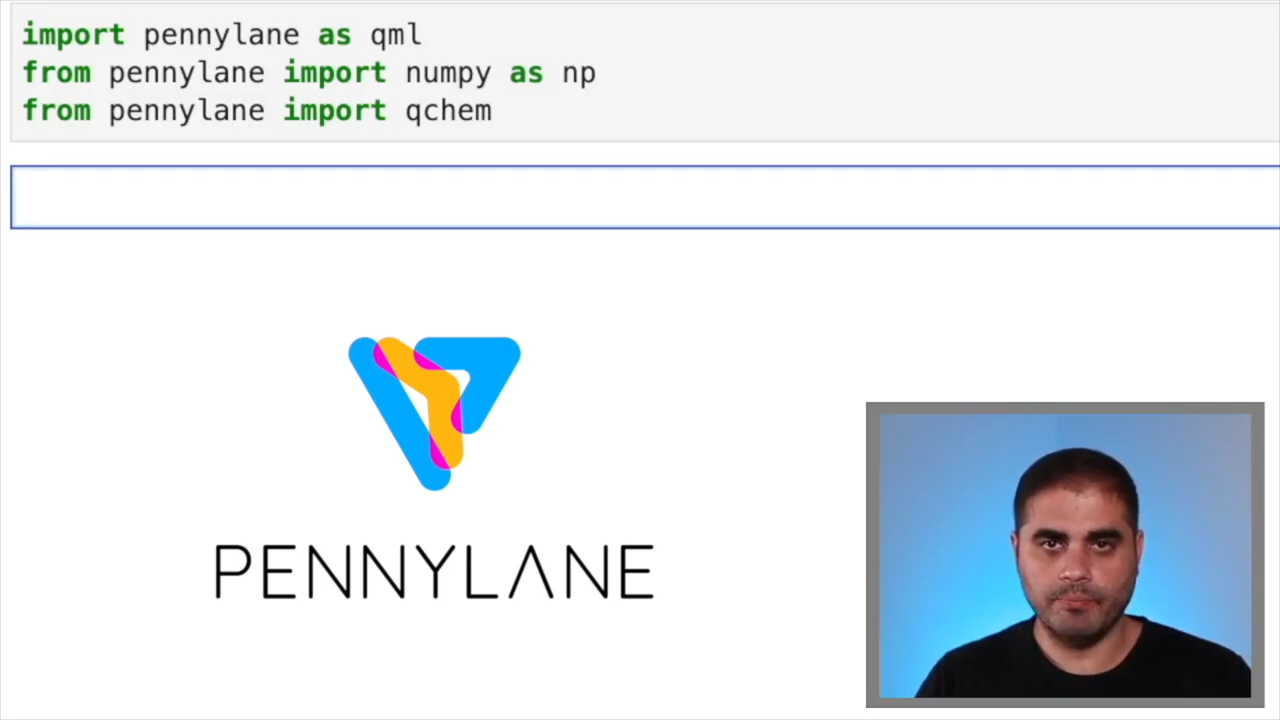 import pennylane as qml
from pennylane import numpy as np
from pennylane import qchem
PENNYLANE